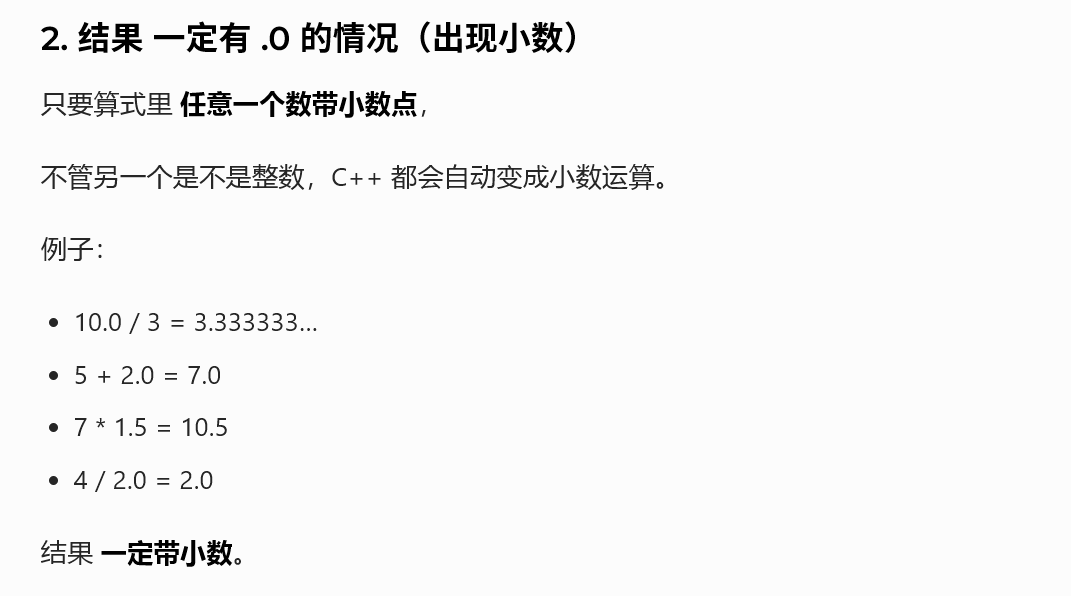 2. 结果 一定有 .0 的情况（出现小数）
只要算式里 任意一个数带小数点，
不管另一个是不是整数，C++ 都会自动变成小数运算。
例子：
• 10.0 / 3 = 3.333333...
• 5 + 2.0 = 7.0
• 7 * 1.5 = 10.5
• 4 / 2.0 = 2.0
结果 一定带小数。